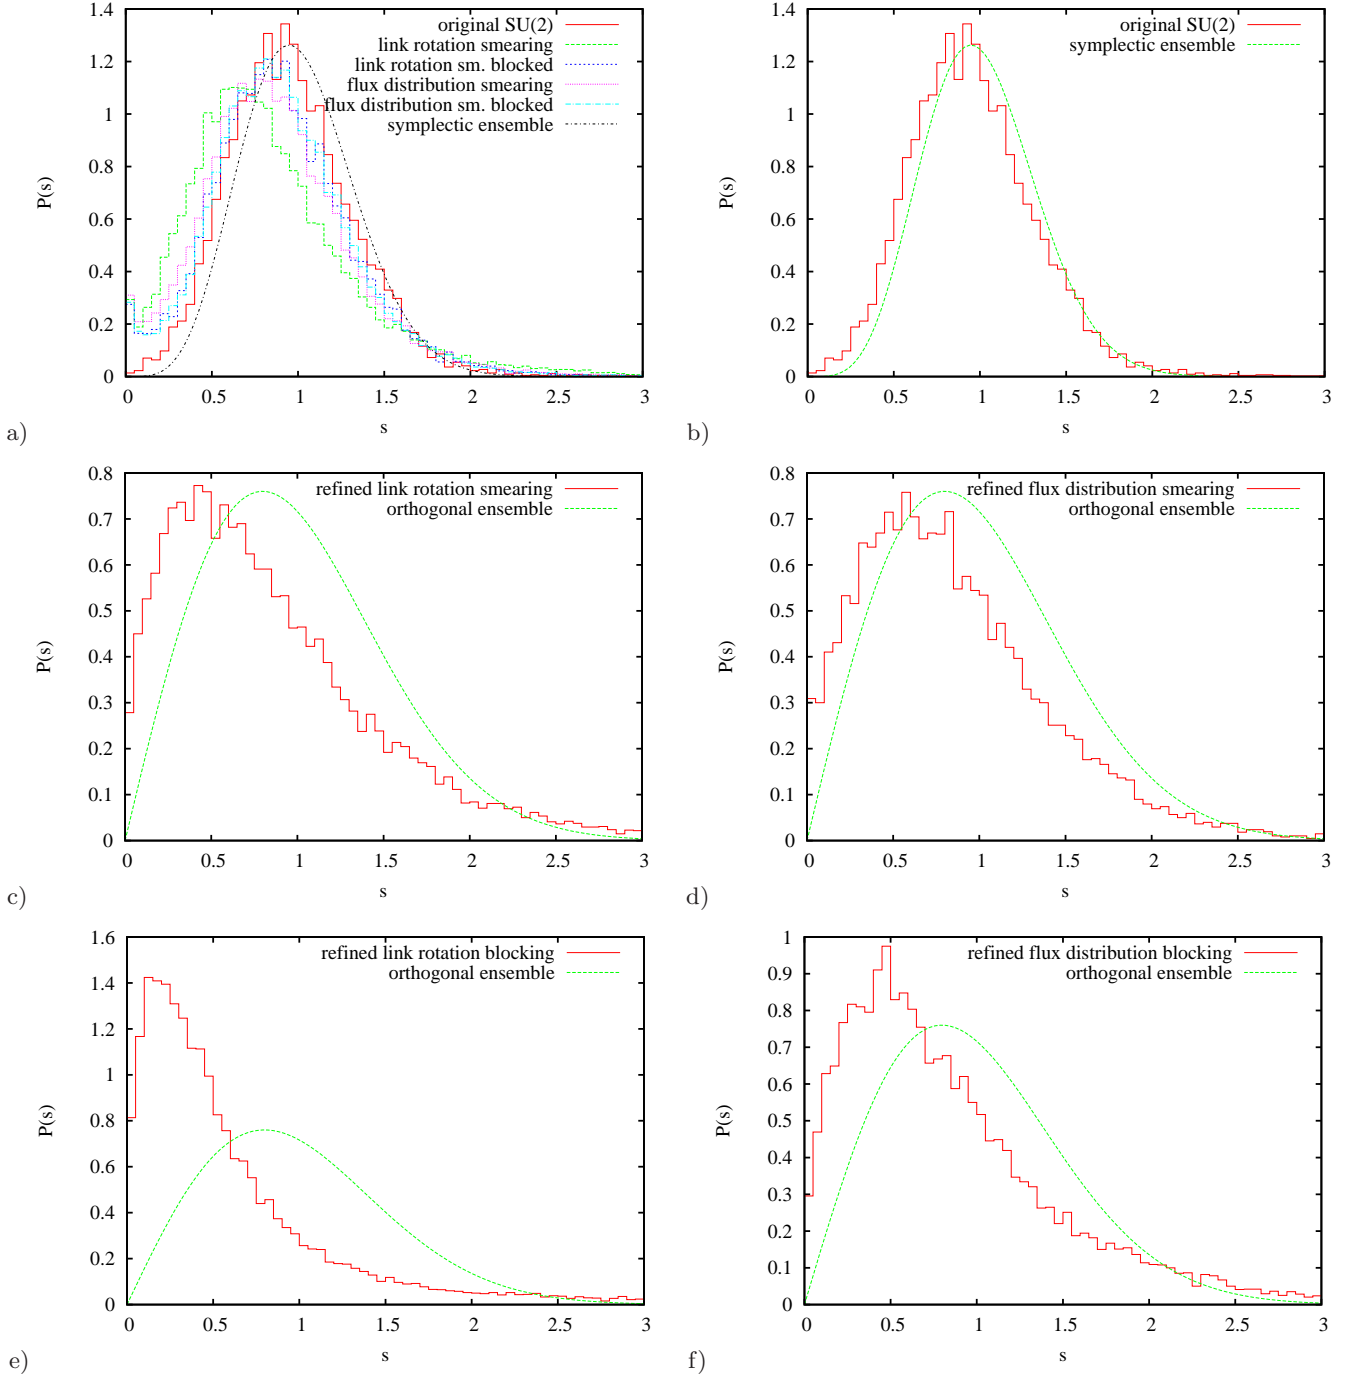 original SU(2)
link rotation smearing
link rotation sm. blocked
flux distribution smearing
flux distribution sm. blocked
symplectic ensemble
1.4
1.2
1
0.8
0.6
0.4
0.2
0
P(s)
0 0.5 1 1.5 2 2.5 3
s
a)
original SU(2)
symplectic ensemble
1.4
1.2
1
0.8
0.6
0.4
0.2
0
P(s)
0 0.5 1 1.5 2 2.5 3
s
b)
refined link rotation smearing
orthogonal ensemble
0.8
0.7
0.6
0.5
0.4
0.3
0.2
0.1
0
P(s)
0 0.5 1 1.5 2 2.5 3
s
c)
refined flux distribution smearing
orthogonal ensemble
0.8
0.7
0.6
0.5
0.4
0.3
0.2
0.1
0
P(s)
0 0.5 1 1.5 2 2.5 3
s
d)
refined link rotation blocking
orthogonal ensemble
1.6
1.4
1.2
1
0.8
0.6
0.4
0.2
0
P(s)
0 0.5 1 1.5 2 2.5 3
s
e)
refined flux distribution blocking
orthogonal ensemble
1
0.9
0.8
0.7
0.6
0.5
0.4
0.3
0.2
0.1
0
P(s)
0 0.5 1 1.5 2 2.5 3
s
f)